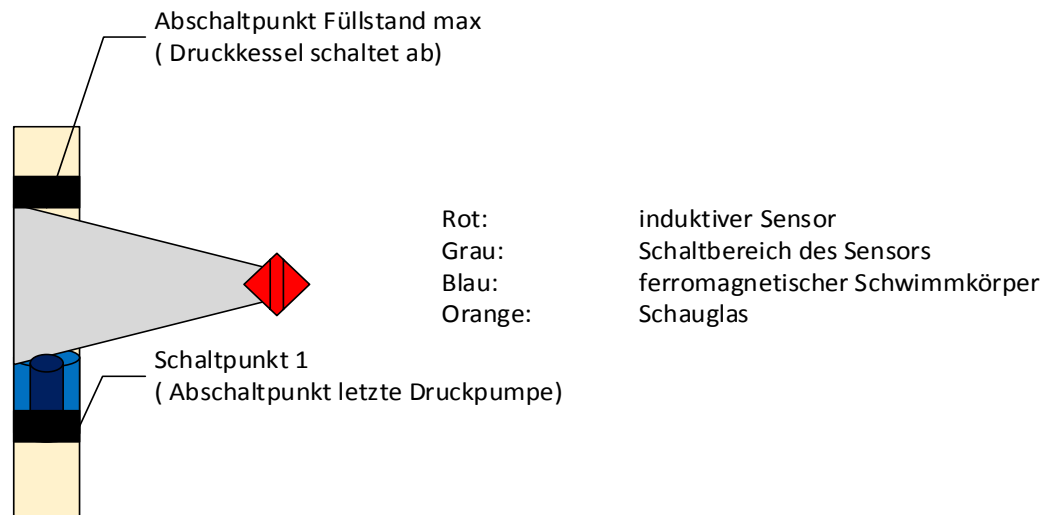 Abschaltpunkt Füllstand max
( Druckkessel schaltet ab)
Rot: induktiver Sensor
Grau: Schaltbereich des Sensors
Blau: ferromagnetischer Schwimmkörper
Orange: Schauglas
Schaltpunkt 1
( Abschaltpunkt letzte Druckpumpe)